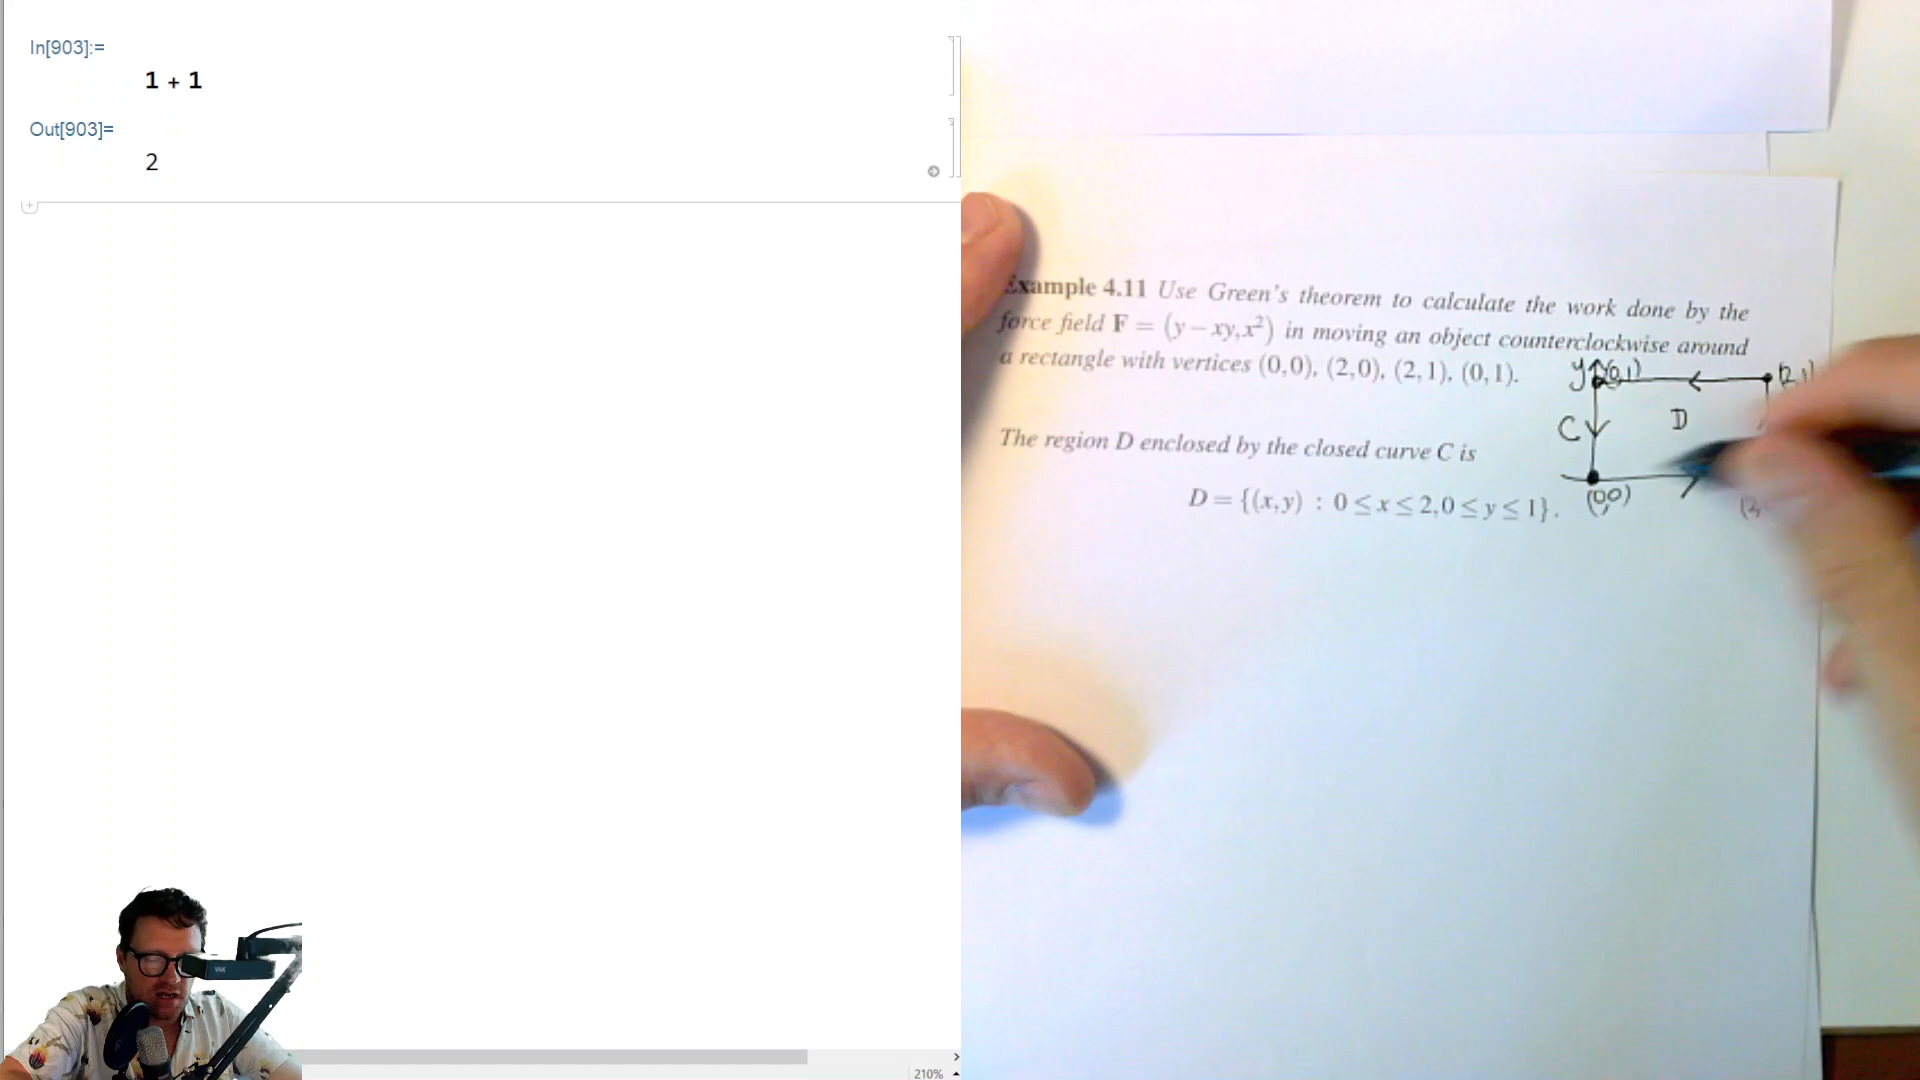 In[903]:=
1 + 1
Out[903]=
2
Example 4.11 Use Green's theorem to calculate the work done by the
force field F = (y − xy, x²) in moving an object counterclockwise around
a rectangle with vertices (0,0), (2,0), (2,1), (0,1).
y (0,1)
C D
The region D enclosed by the closed curve C is
D = {(x,y) : 0 ≤ x ≤ 2, 0 ≤ y ≤ 1}.
(0,0)
210%